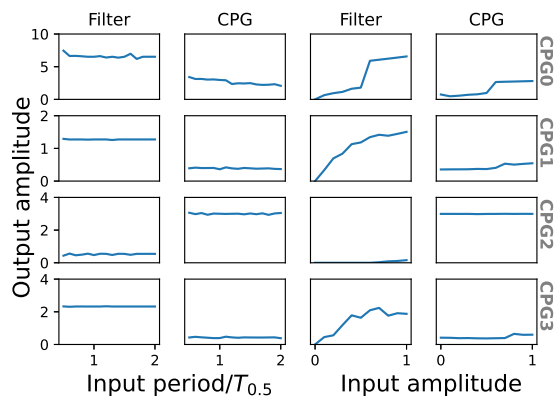 Filter CPG Filter CPG
10
5
0
CPG0
2
1
0
CPG1
4
2
0
CPG2
4
2
0
CPG3
Output amplitude
1 2 1 2 0 1 0 1
Input period/T0.5 Input amplitude